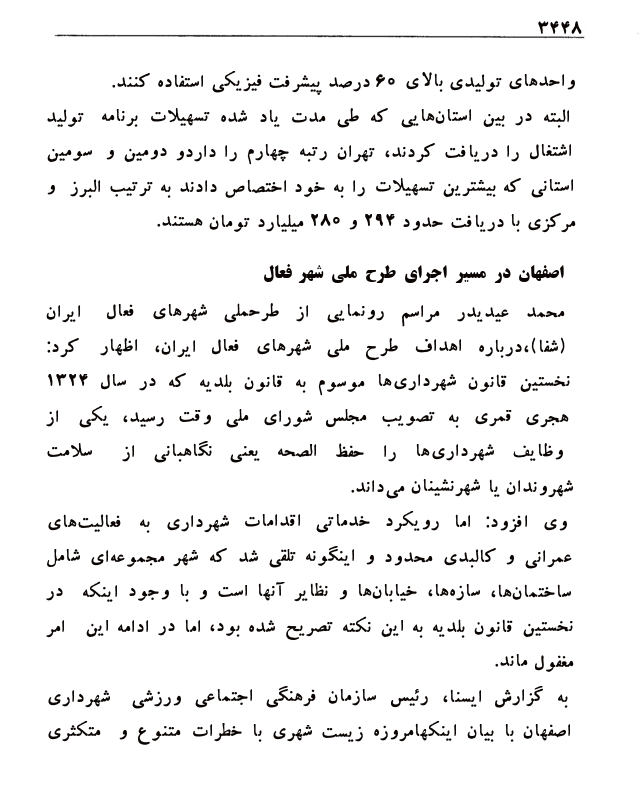 ۳۴۴۸
واحدهای تولیدی بالای ۶۰ درصد پیشرفت فیزیکی استفاده کنند.
البته در بین استان‌هایی که طی مدت یاد شده تسهیلات برنامه تولید
اشتغال را دریافت کردند، تهران رتبه چهارم را داردو دومین و سومین
استانی که بیشترین تسهیلات را به خود اختصاص دادند به ترتیب البرز و
مرکزی با دریافت حدود ۲۹۴ و ۲۸۰ میلیارد تومان هستند.
اصفهان در مسیر اجرای طرح ملی شهر فعال
محمد عیدیدر مراسم رونمایی از طرحملی شهرهای فعال ایران
(شفا)،درباره اهداف طرح ملی شهرهای فعال ایران، اظهار کرد:
نخستین قانون شهرداری‌ها موسوم به قانون بلدیه که در سال ۱۳۲۴
هجری قمری به تصویب مجلس شورای ملی وقت رسید، یکی از
وظایف شهرداری‌ها را حفظ الصحه یعنی نگاهبانی از سلامت
شهروندان یا شهرنشینان می‌داند.
وی افزود: اما رویکرد خدماتی اقدامات شهرداری به فعالیت‌های
عمرانی و کالبدی محدود و اینگونه تلقی شد که شهر مجموعه‌ای شامل
ساختمان‌ها، سازه‌ها، خیابان‌ها و نظایر آنها است و با وجود اینکه در
نخستین قانون بلدیه به این نکته تصریح شده بود، اما در ادامه این امر
مغفول ماند.
به گزارش ایسنا، رئیس سازمان فرهنگی اجتماعی ورزشی شهرداری
اصفهان با بیان اینکهامروزه زیست شهری با خطرات متنوع و متکثری